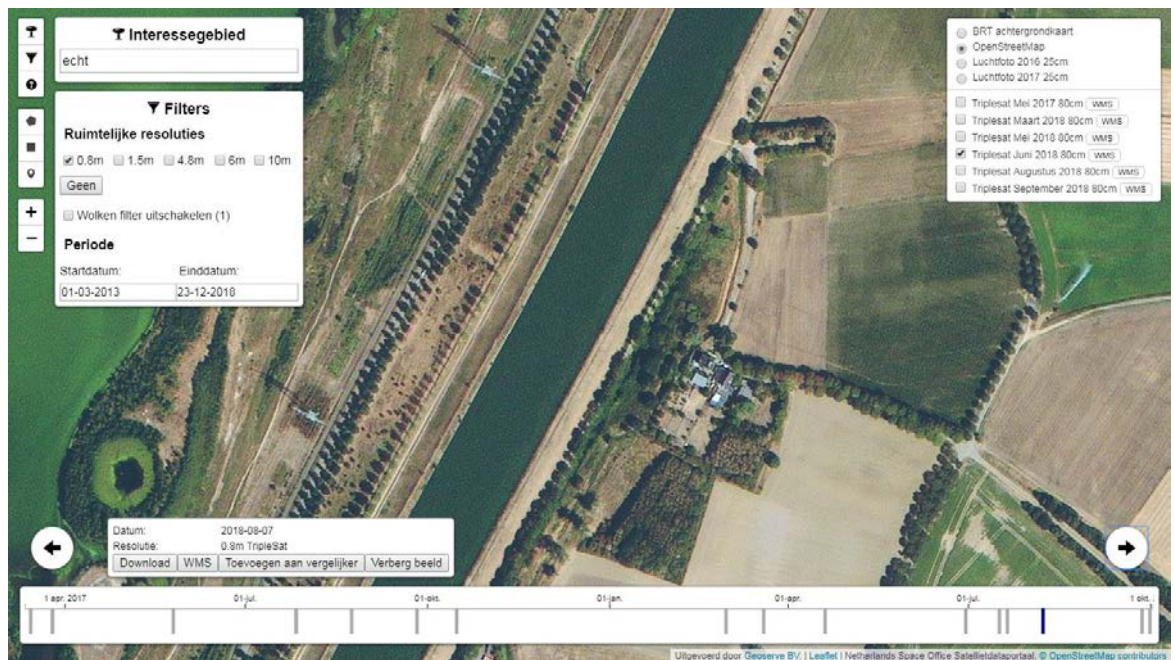 Interessegebied
echt
Filters
Ruimtelijke resoluties
0.8m 1.5m 4.8m 6m 10m
Geen
Wolken filter uitschakelen (1)
Periode
Startdatum: Einddatum:
01-03-2013 23-12-2018
BRT achtergrondkaart
OpenStreetMap
Luchtfoto 2016 25cm
Luchtfoto 2017 25cm
Triplesat Mei 2017 80cm WMS
Triplesat Maart 2018 80cm WMS
Triplesat Mei 2018 80cm WMS
Triplesat Juni 2018 80cm WMS
Triplesat Augustus 2018 80cm WMS
Triplesat September 2018 80cm WMS
Datum: 2018-08-07
Resolutie: 0.8m TripleSat
Download WMS Toevoegen aan vergelijker Verberg beeld
1 apr. 2017 01-jul. 01-okt. 01-jan. 01-apr. 01-jul. 1 okt.
Uitgevoerd door Geoserve BV. | Leaflet | Netherlands Space Office Satellietdataportaal, © OpenStreetMap contributors